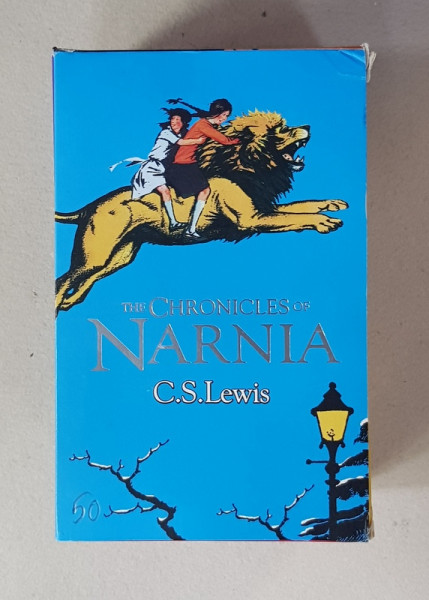 THE CHRONICLES OF
NARNIA
C.S.Lewis
50